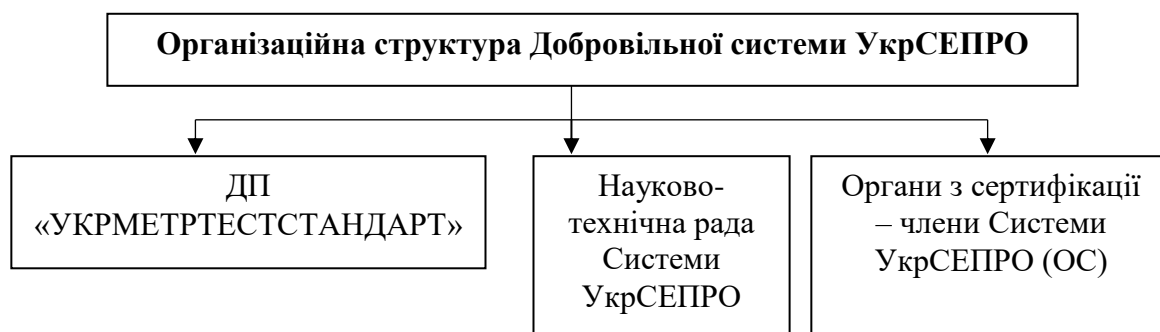 Організаційна структура Добровільної системи УкрСЕПРО
ДП
«УКРМЕТРТЕСТСТАНДАРТ»
Науково-
технічна рада
Системи
УкрСЕПРО
Органи з сертифікації
– члени Системи
УкрСЕПРО (ОС)